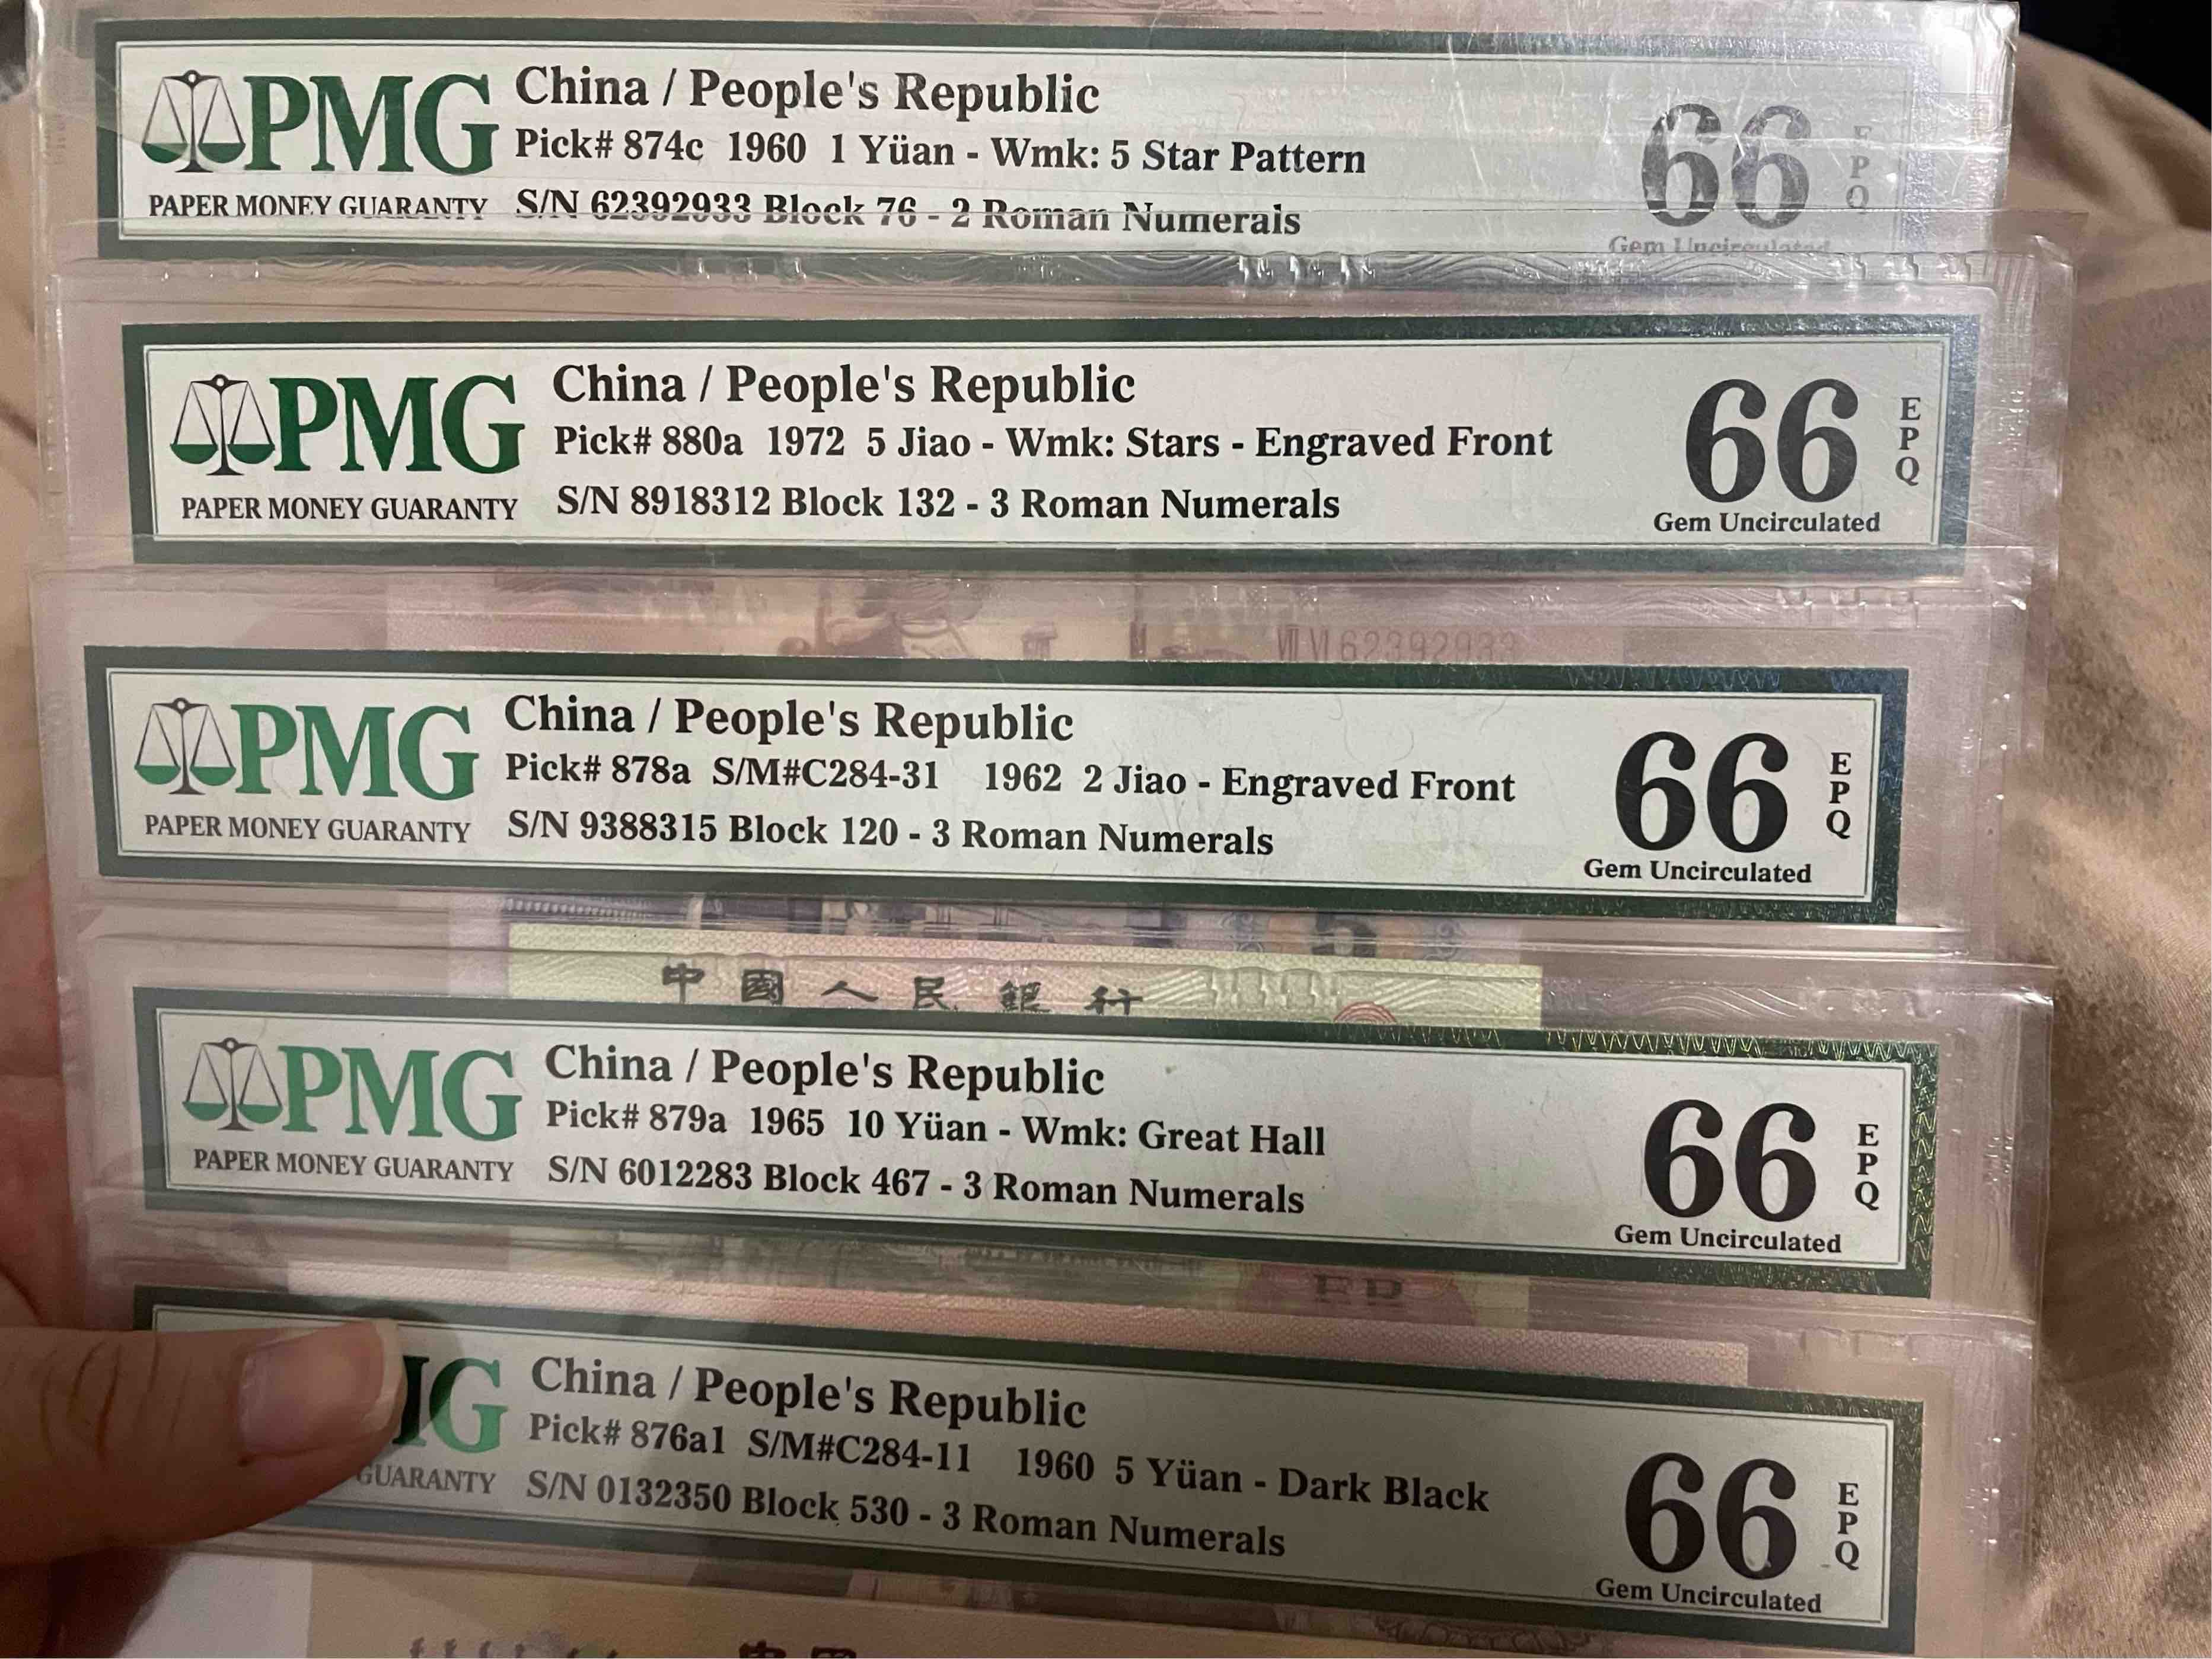 PMG
PAPER MONEY GUARANTY
China / People's Republic
Pick# 874c 1960 1 Yüan - Wmk: 5 Star Pattern
S/N 62392933 Block 76 - 2 Roman Numerals
66
EPQ
Gem Uncirculated
PMG
PAPER MONEY GUARANTY
China / People's Republic
Pick# 880a 1972 5 Jiao - Wmk: Stars - Engraved Front
S/N 8918312 Block 132 - 3 Roman Numerals
66
EPQ
Gem Uncirculated
62392933
PMG
PAPER MONEY GUARANTY
China / People's Republic
Pick# 878a S/M#C284-31 1962 2 Jiao - Engraved Front
S/N 9388315 Block 120 - 3 Roman Numerals
66
EPQ
Gem Uncirculated
中國人民銀行
PMG
PAPER MONEY GUARANTY
China / People's Republic
Pick# 879a 1965 10 Yüan - Wmk: Great Hall
S/N 6012283 Block 467 - 3 Roman Numerals
66
EPQ
Gem Uncirculated
GUARANTY
China / People's Republic
Pick# 876a1 S/M#C284-11 1960 5 Yüan - Dark Black
S/N 0132350 Block 530 - 3 Roman Numerals
66
EPQ
Gem Uncirculated